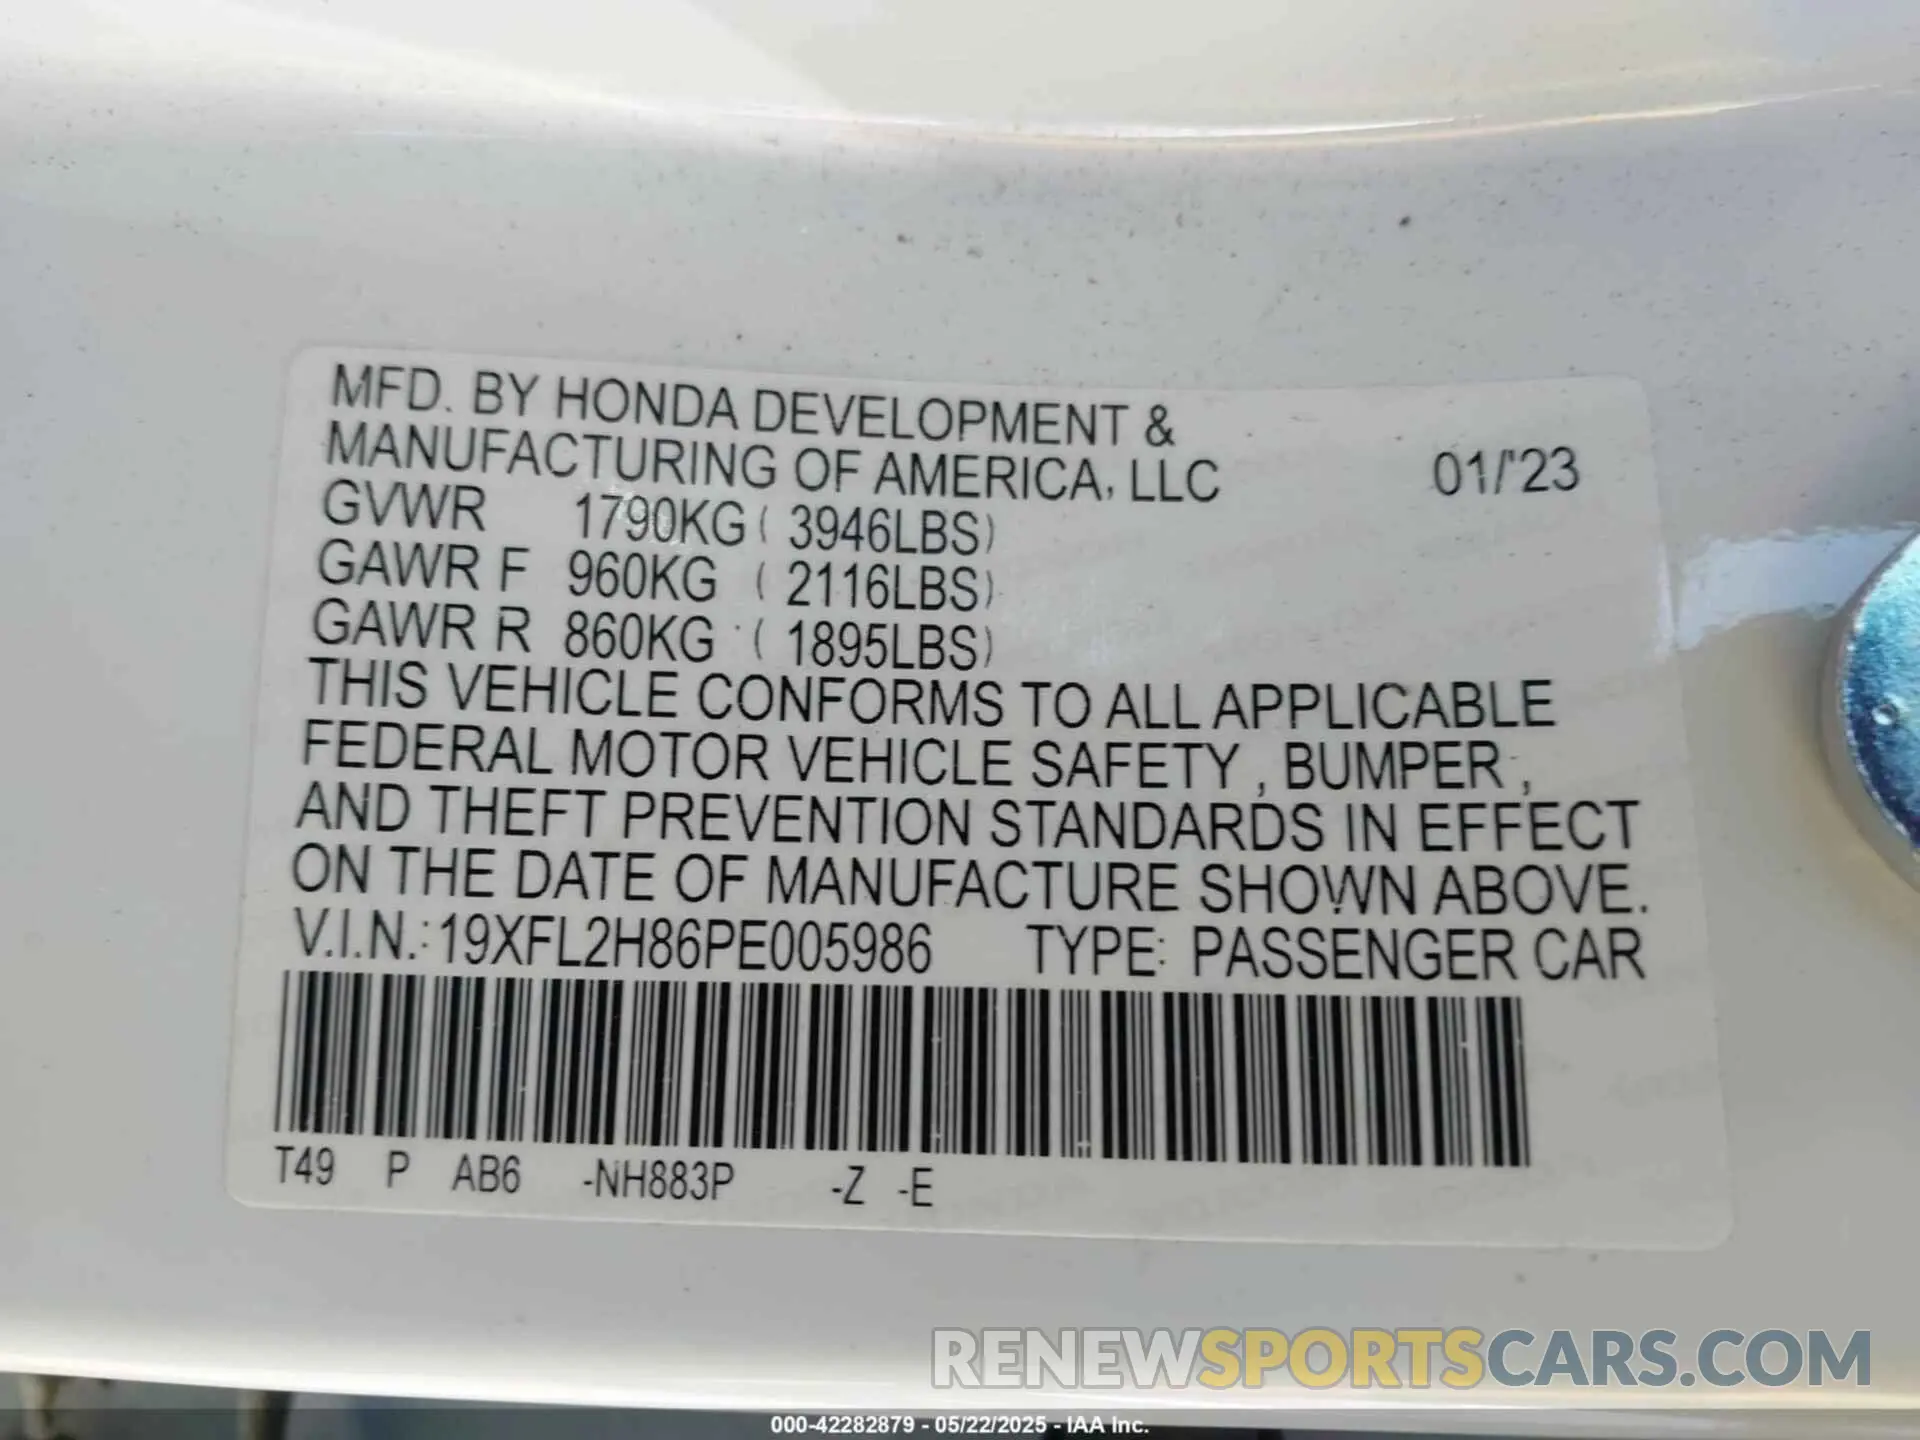 MFD. BY HONDA DEVELOPMENT &
MANUFACTURING OF AMERICA, LLC 01/'23
GVWR 1790KG ( 3946LBS)
GAWR F 960KG ( 2116LBS)
GAWR R 860KG ( 1895LBS)
THIS VEHICLE CONFORMS TO ALL APPLICABLE
FEDERAL MOTOR VEHICLE SAFETY , BUMPER ,
AND THEFT PREVENTION STANDARDS IN EFFECT
ON THE DATE OF MANUFACTURE SHOWN ABOVE.
V.I.N.: 19XFL2H86PE005986 TYPE: PASSENGER CAR
T49 P AB6 -NH883P -Z -E
RENEWSPORTSCARS.COM
000-42282879 - 05/22/2025 - IAA Inc.